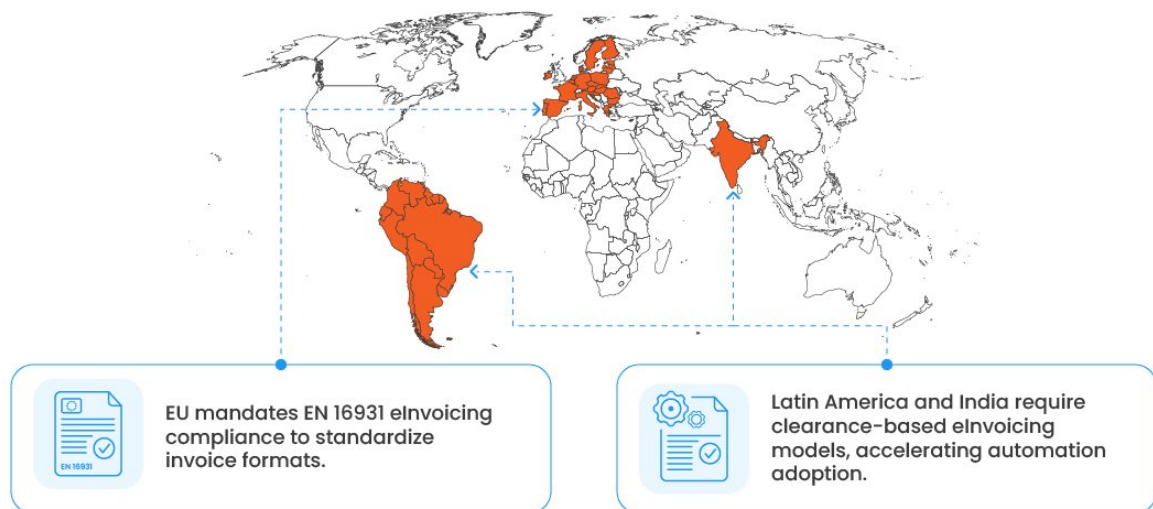 EU mandates EN 16931 eInvoicing
compliance to standardize
invoice formats.
EN 16931
Latin America and India require
clearance-based eInvoicing
models, accelerating automation
adoption.